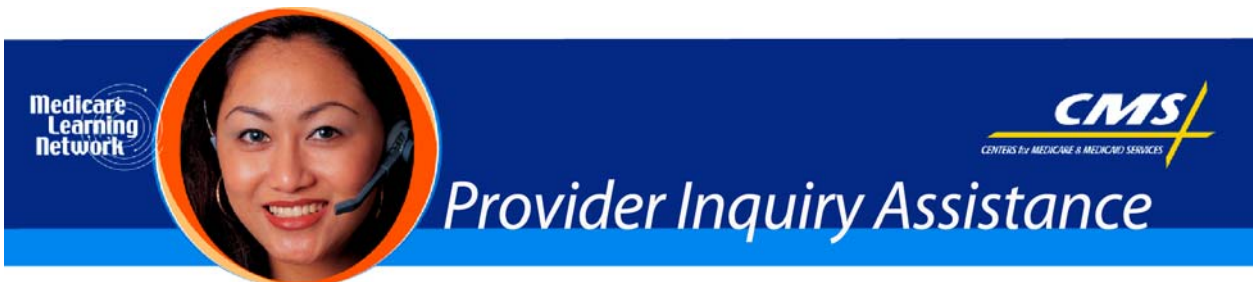 Medicare
Learning
Network
CMS
CENTERS for MEDICARE & MEDICAID SERVICES
Provider Inquiry Assistance